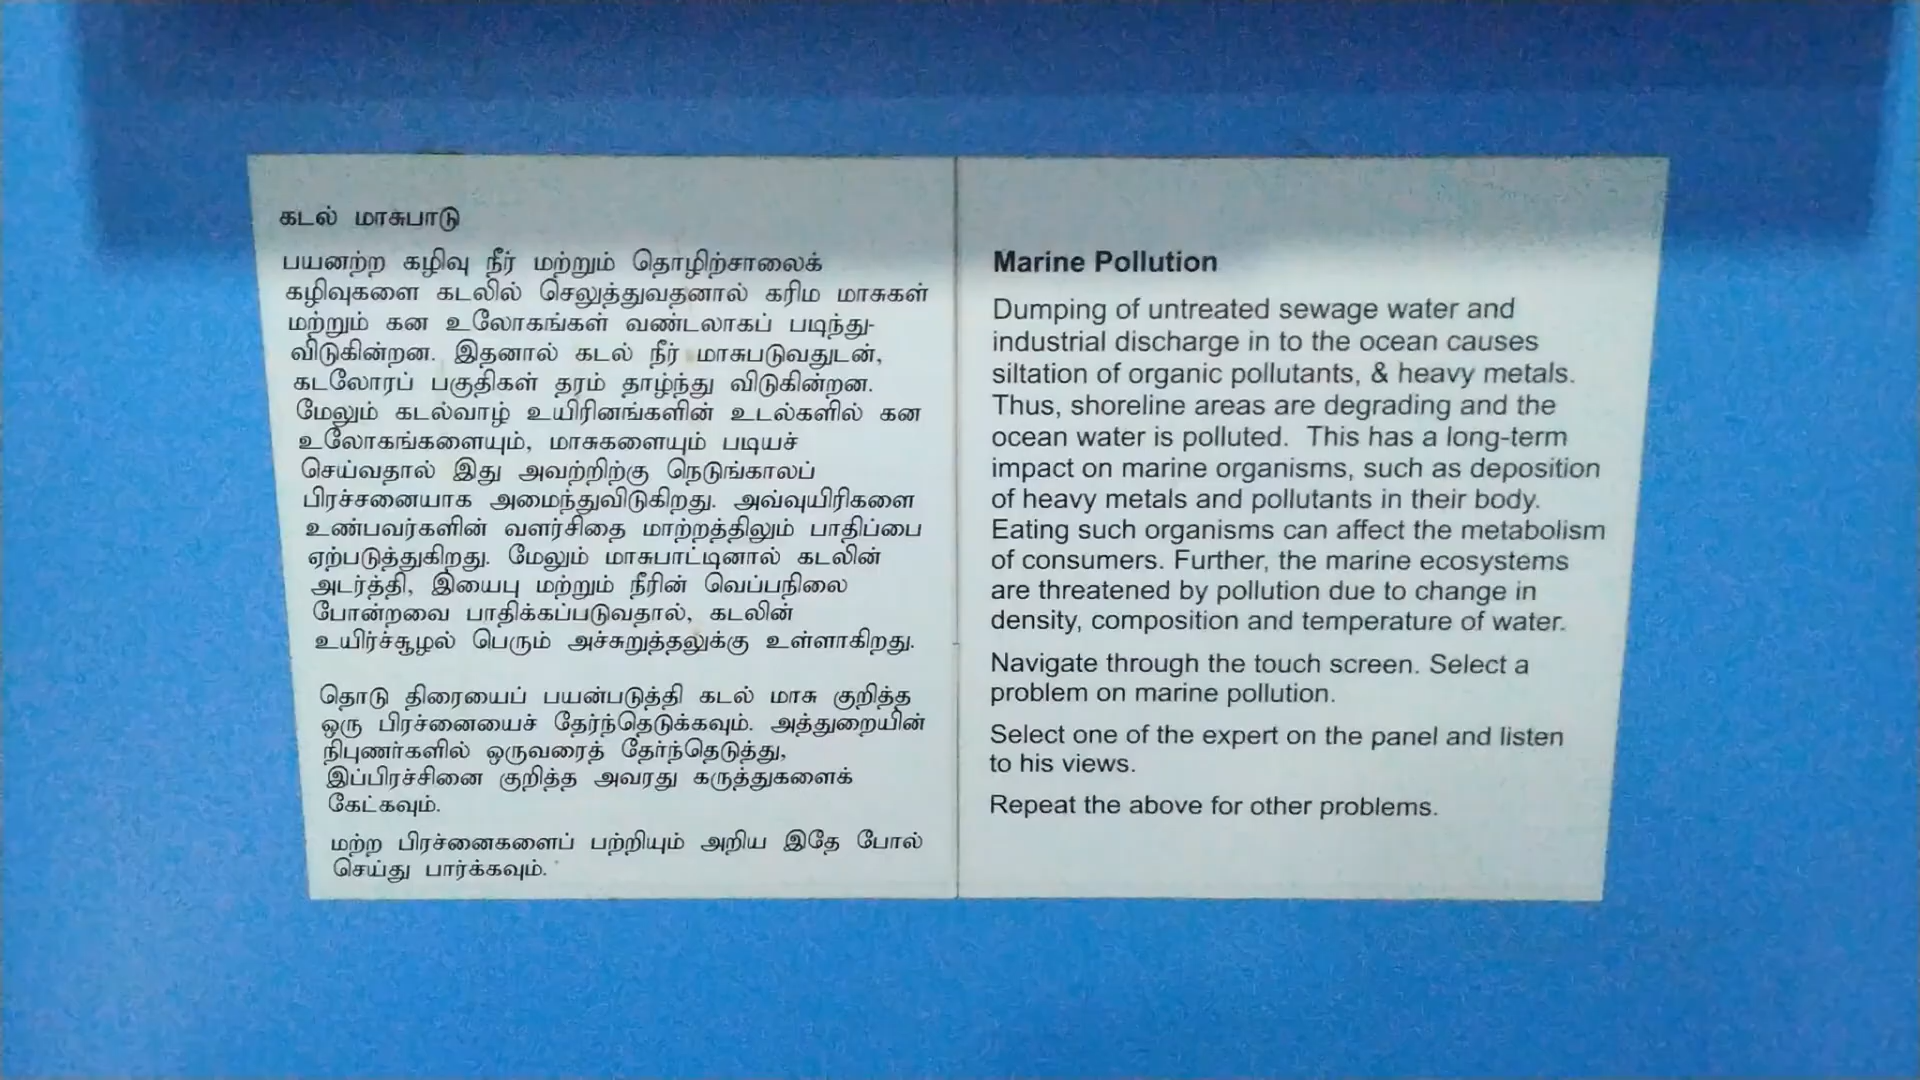 கடல் மாசுபாடு
பயனற்ற கழிவு நீர் மற்றும் தொழிற்சாலைக்
கழிவுகளை கடலில் செலுத்துவதனால் கரிம மாசுகள்
மற்றும் கன உலோகங்கள் வண்டலாகப் படிந்து-
விடுகின்றன. இதனால் கடல் நீர் மாசுபடுவதுடன்,
கடலோரப் பகுதிகள் தரம் தாழ்ந்து விடுகின்றன.
மேலும் கடல்வாழ் உயிரினங்களின் உடல்களில் கன
உலோகங்களையும், மாசுகளையும் படியச்
செய்வதால் இது அவற்றிற்கு நெடுங்காலப்
பிரச்சனையாக அமைந்துவிடுகிறது. அவ்வுயிரிகளை
உண்பவர்களின் வளர்சிதை மாற்றத்திலும் பாதிப்பை
ஏற்படுத்துகிறது. மேலும் மாசுபாட்டினால் கடலின்
அடர்த்தி, இயைபு மற்றும் நீரின் வெப்பநிலை
போன்றவை பாதிக்கப்படுவதால், கடலின்
உயிர்ச்சூழல் பெரும் அச்சுறுத்தலுக்கு உள்ளாகிறது.
தொடு திரையைப் பயன்படுத்தி கடல் மாசு குறித்த
ஒரு பிரச்னையைச் தேர்ந்தெடுக்கவும். அத்துறையின்
நிபுணர்களில் ஒருவரைத் தேர்ந்தெடுத்து,
இப்பிரச்சினை குறித்த அவரது கருத்துகளைக்
கேட்கவும்.
மற்ற பிரச்னைகளைப் பற்றியும் அறிய இதே போல்
செய்து பார்க்கவும்.
Marine Pollution
Dumping of untreated sewage water and
industrial discharge in to the ocean causes
siltation of organic pollutants, & heavy metals.
Thus, shoreline areas are degrading and the
ocean water is polluted. This has a long-term
impact on marine organisms, such as deposition
of heavy metals and pollutants in their body.
Eating such organisms can affect the metabolism
of consumers. Further, the marine ecosystems
are threatened by pollution due to change in
density, composition and temperature of water.
Navigate through the touch screen. Select a
problem on marine pollution.
Select one of the expert on the panel and listen
to his views.
Repeat the above for other problems.